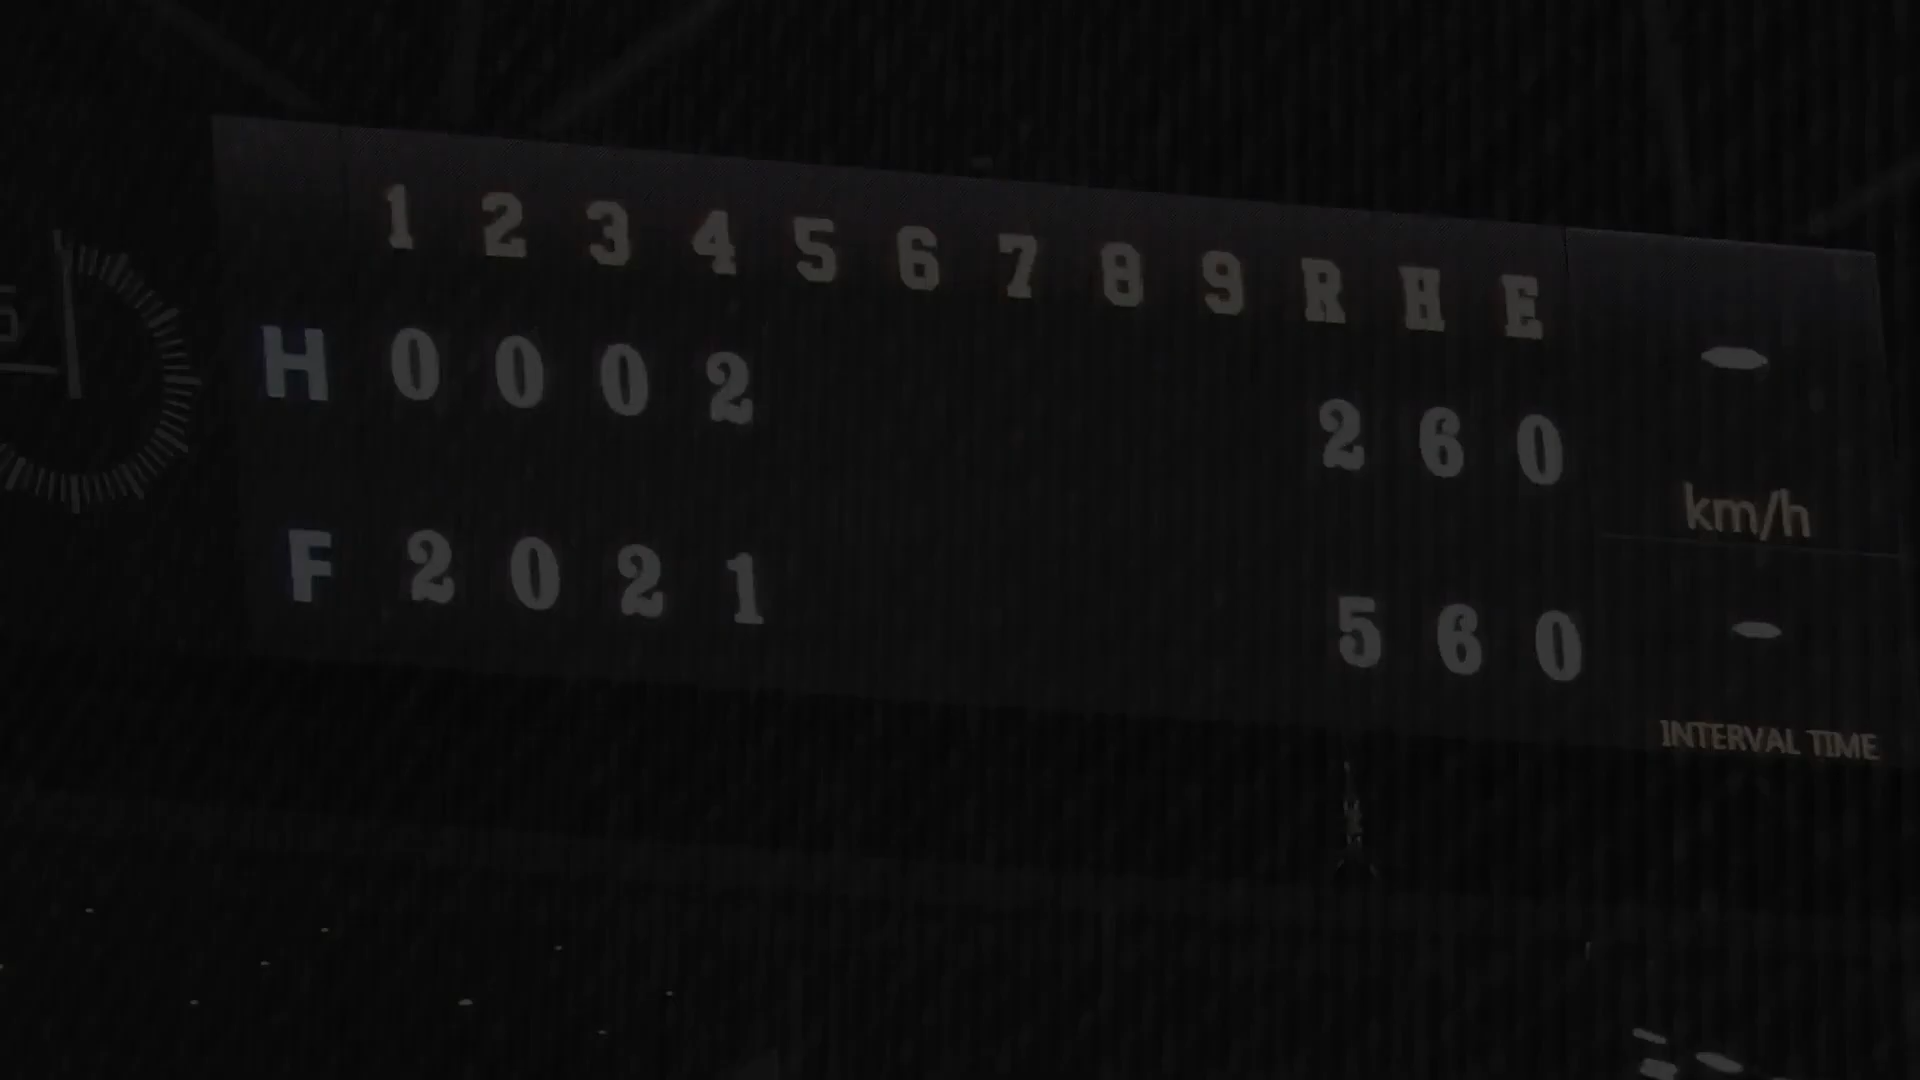 1 2 3 4 5 6 7 8 9 R H E
H 0 0 0 2 2 6 0
F 2 0 2 1 5 6 0
km/h
INTERVAL TIME